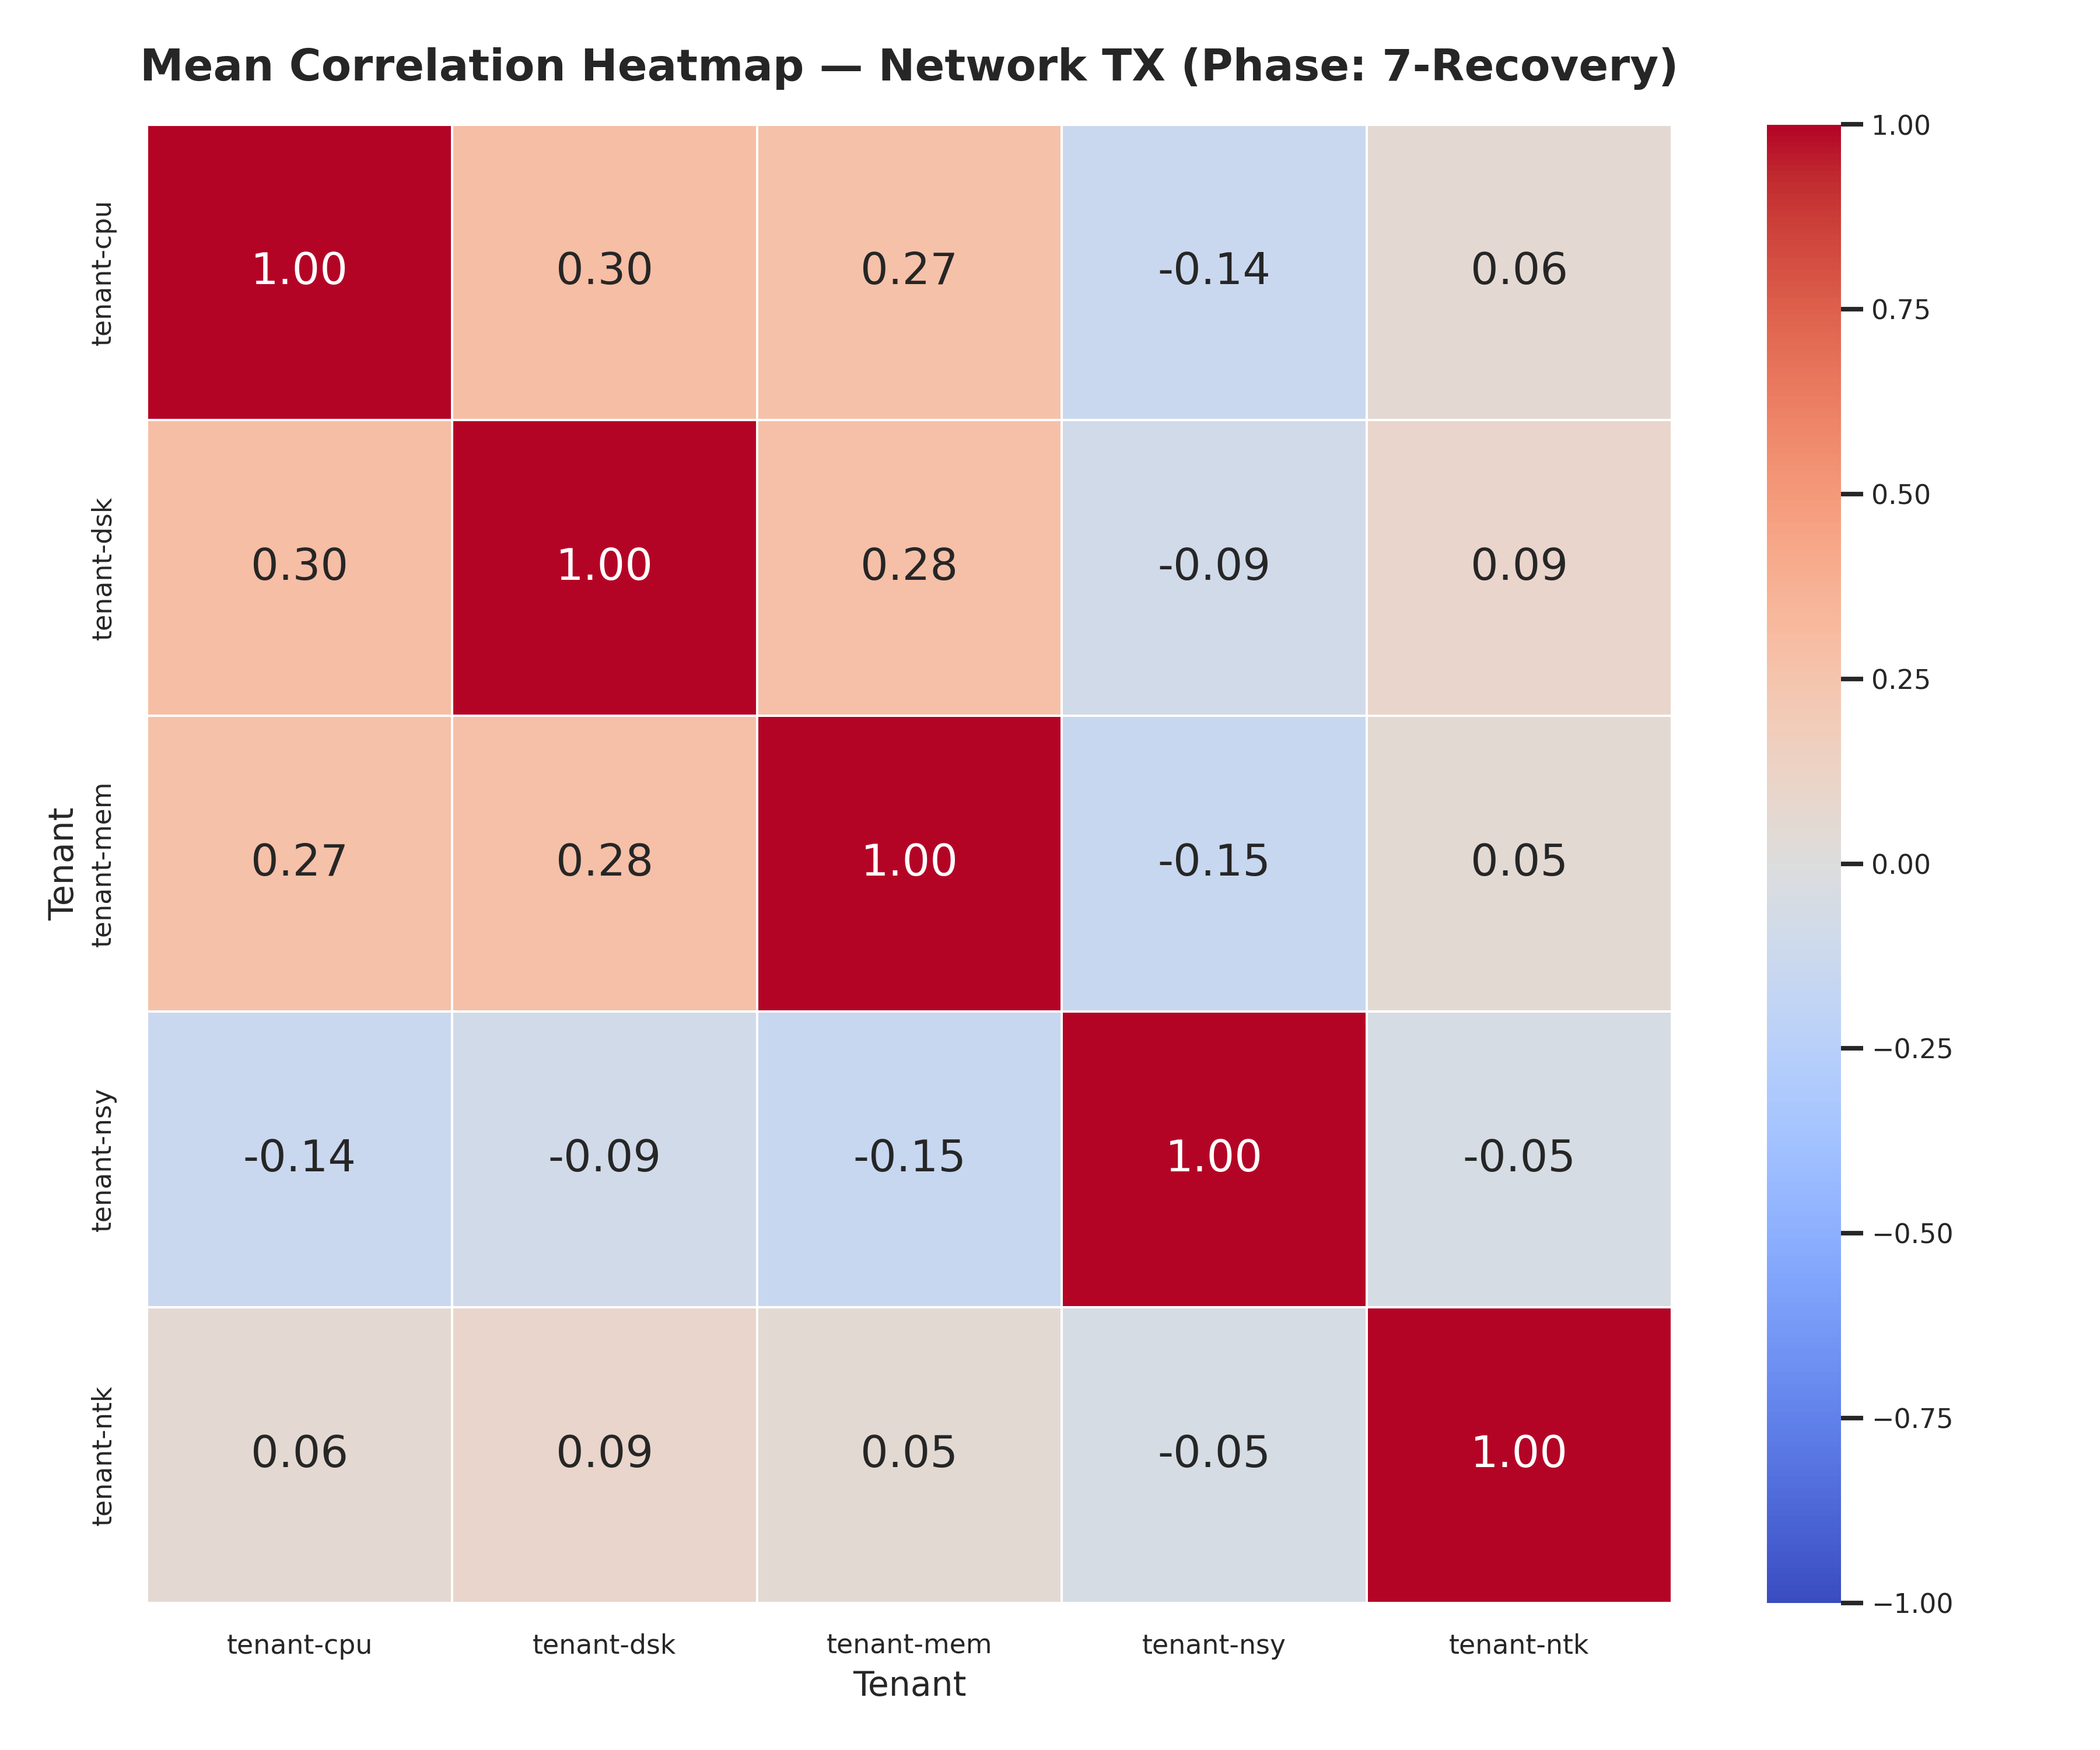 Mean Correlation Heatmap — Network TX (Phase: 7-Recovery)
Tenant
tenant-cpu
1.00 0.30 0.27 -0.14 0.06
tenant-dsk
0.30 1.00 0.28 -0.09 0.09
tenant-mem
0.27 0.28 1.00 -0.15 0.05
tenant-nsy
-0.14 -0.09 -0.15 1.00 -0.05
tenant-ntk
0.06 0.09 0.05 -0.05 1.00
tenant-cpu tenant-dsk tenant-mem tenant-nsy tenant-ntk
Tenant
1.00
0.75
0.50
0.25
0.00
−0.25
−0.50
−0.75
−1.00